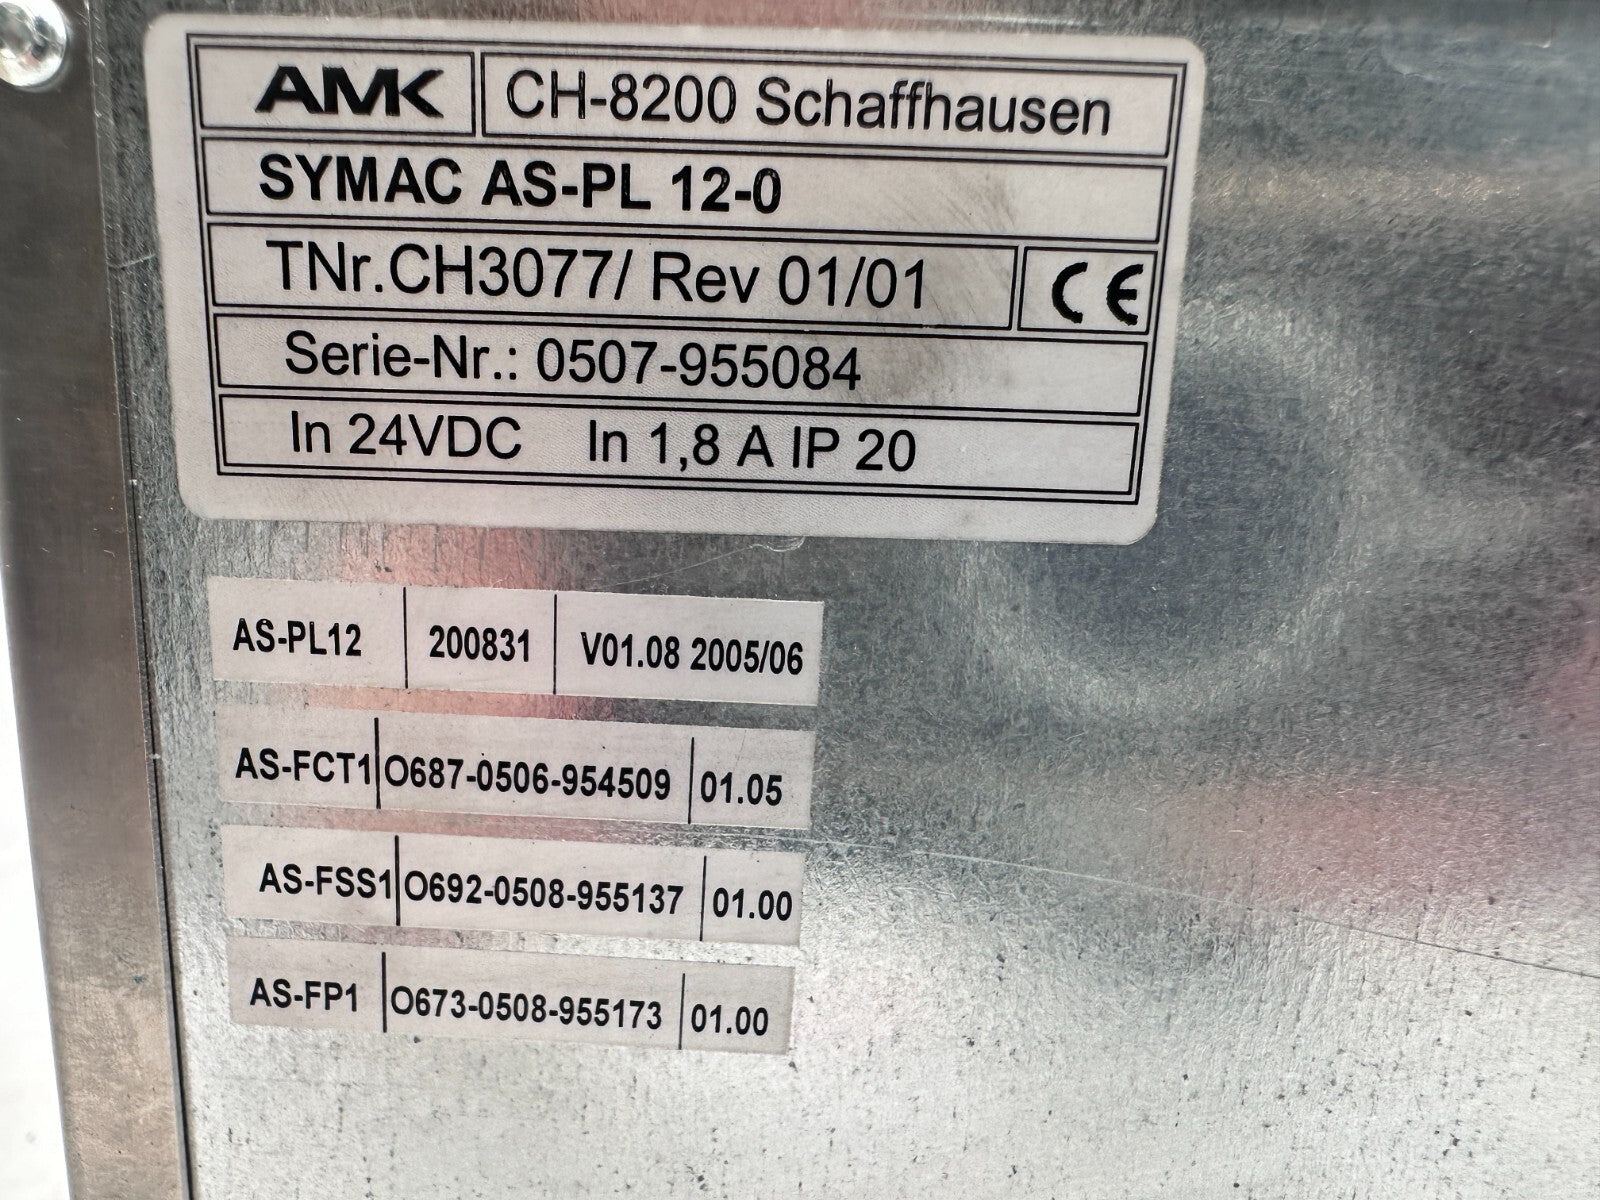 AMK CH-8200 Schaffhausen
SYMAC AS-PL 12-0
TNr.CH3077/ Rev 01/01 CE
Serie-Nr.: 0507-955084
In 24VDC In 1,8 A IP 20
AS-PL12 200831 V01.08 2005/06
AS-FCT1 O687-0506-954509 01.05
AS-FSS1 O692-0508-955137 01.00
AS-FP1 O673-0508-955173 01.00